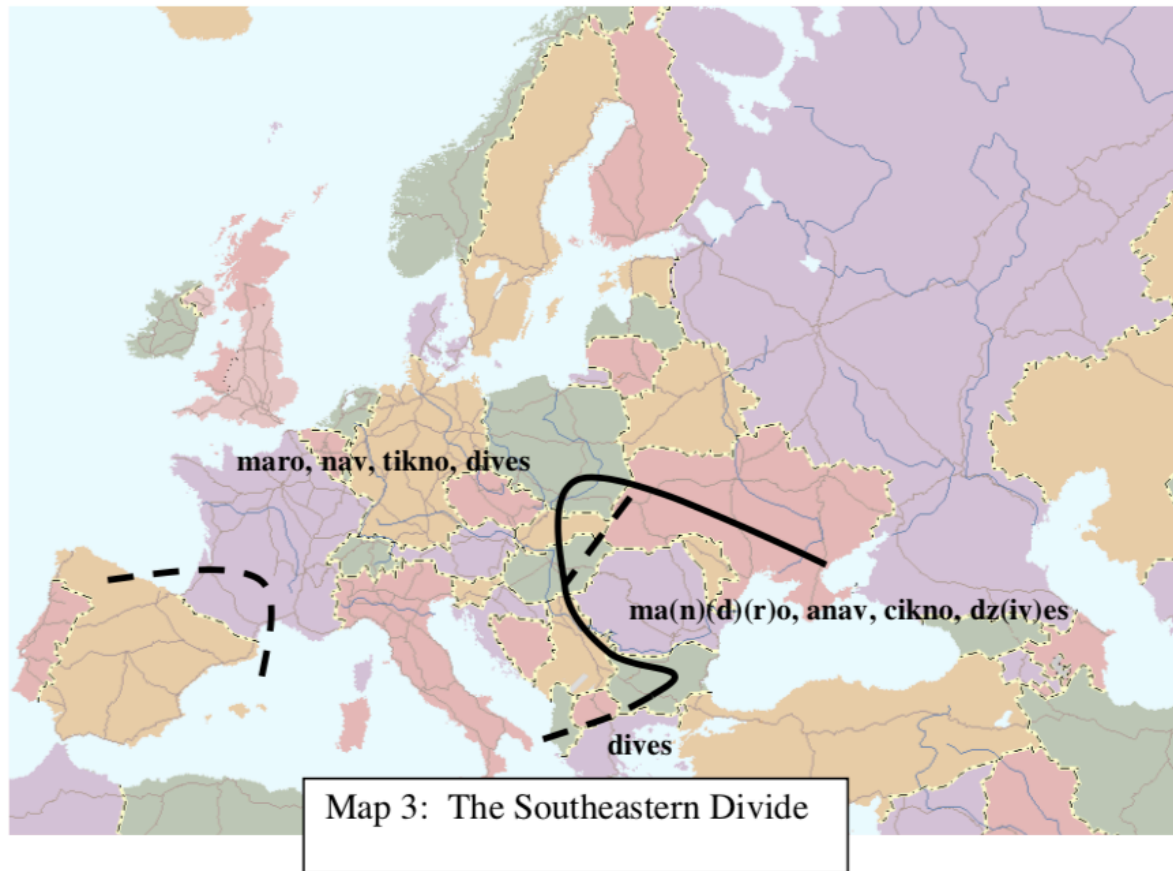 maro, nav, tikno, dives
ma(n)(d)(r)o, anav, cikno, dz(iv)es
dives
Map 3: The Southeastern Divide